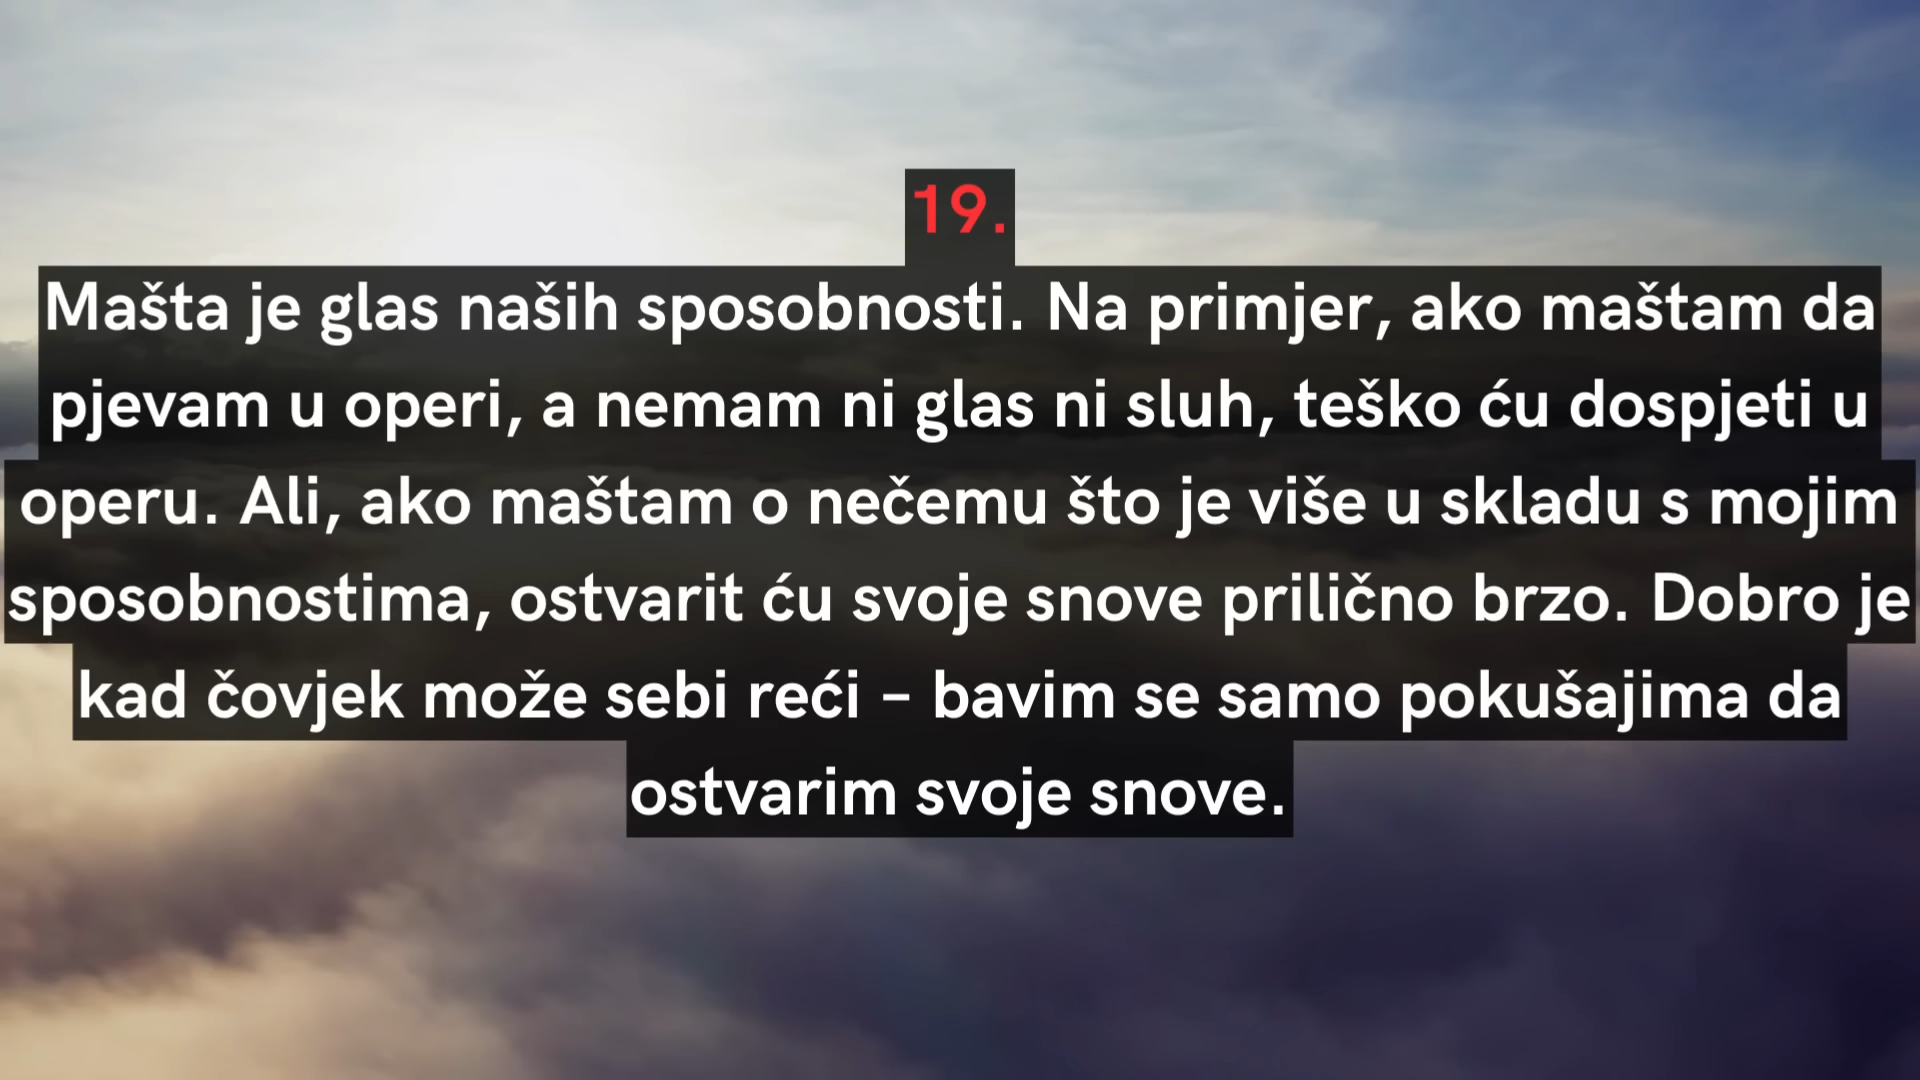 19.
Mašta je glas naših sposobnosti. Na primjer, ako maštam da
pjevam u operi, a nemam ni glas ni sluh, teško ću dospjeti u
operu. Ali, ako maštam o nečemu što je više u skladu s mojim
sposobnostima, ostvarit ću svoje snove prilično brzo. Dobro je
kad čovjek može sebi reći – bavim se samo pokušajima da
ostvarim svoje snove.